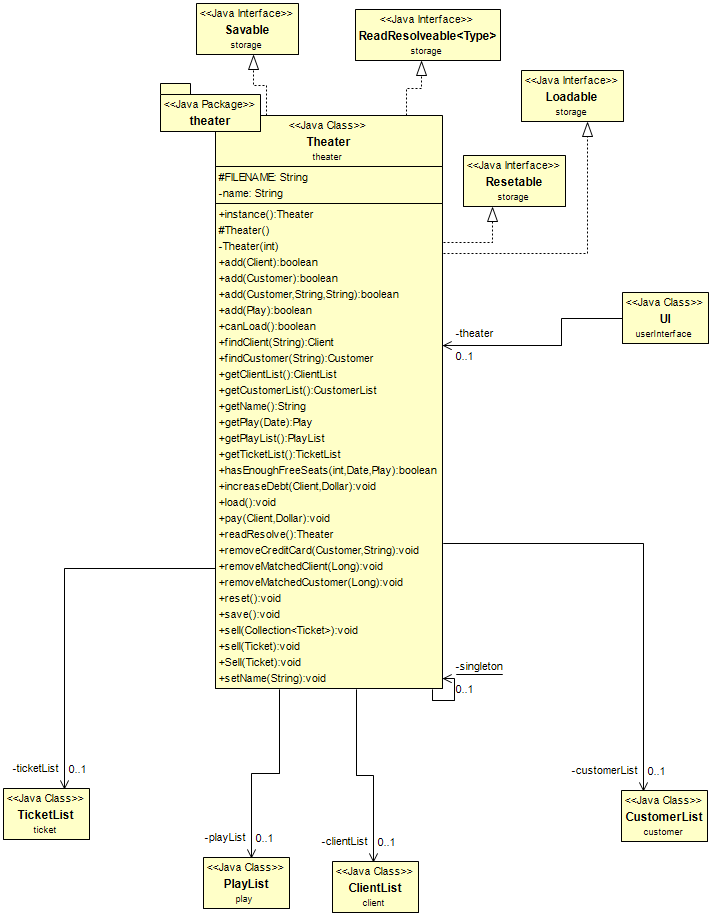 <<Java Interface>>
Savable
storage
<<Java Interface>>
ReadResolveable<Type>
storage
<<Java Interface>>
Loadable
storage
<<Java Package>>
theater
<<Java Class>>
Theater
theater
<<Java Interface>>
Resetable
storage
#FILENAME: String
-name: String
+instance():Theater
#Theater()
-Theater(int)
+add(Client):boolean
+add(Customer):boolean
+add(Customer,String,String):boolean
+add(Play):boolean
+canLoad():boolean
+findClient(String):Client
+findCustomer(String):Customer
+getClientList():ClientList
+getCustomerList():CustomerList
+getName():String
+getPlay(Date):Play
+getPlayList():PlayList
+getTicketList():TicketList
+hasEnoughFreeSeats(int,Date,Play):boolean
+increaseDebt(Client,Dollar):void
+load():void
+pay(Client,Dollar):void
+readResolve():Theater
+removeCreditCard(Customer,String):void
+removeMatchedClient(Long):void
+removeMatchedCustomer(Long):void
+reset():void
+save():void
+sell(Collection<Ticket>):void
+sell(Ticket):void
+Sell(Ticket):void
+setName(String):void
<<Java Class>>
UI
userInterface
-theater
0..1
-singleton
0..1
-ticketList 0..1
<<Java Class>>
TicketList
ticket
-playList 0..1
<<Java Class>>
PlayList
play
-clientList 0..1
<<Java Class>>
ClientList
client
-customerList 0..1
<<Java Class>>
CustomerList
customer